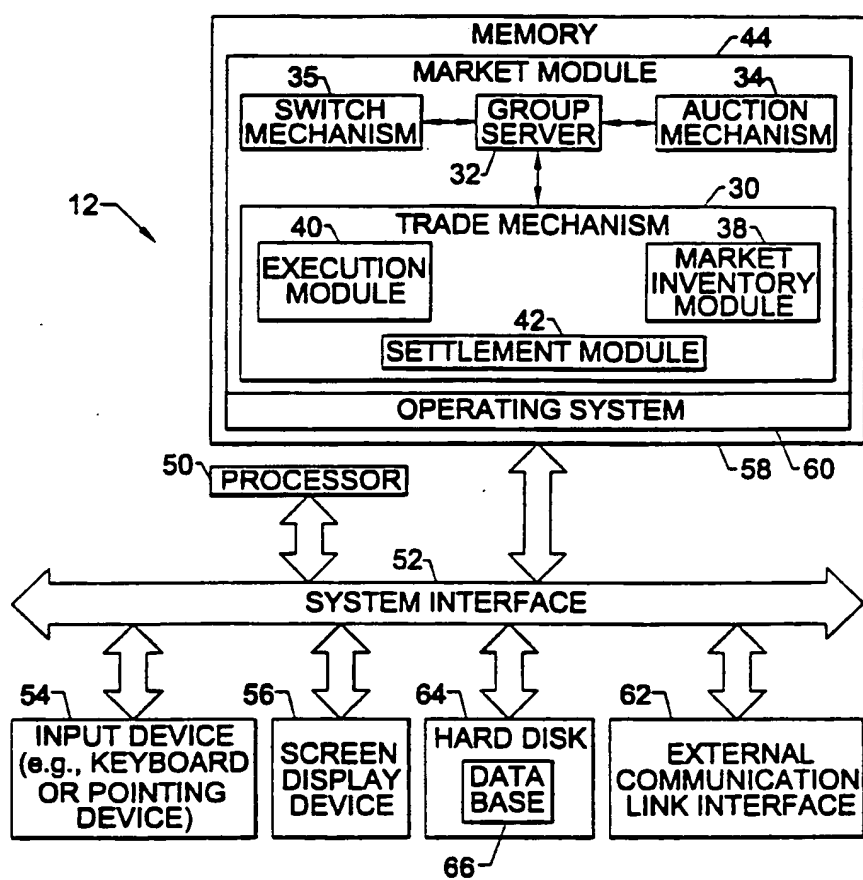 MEMORY
44
MARKET MODULE
35
34
SWITCH
MECHANISM
GROUP
SERVER
AUCTION
MECHANISM
32
30
12
TRADE MECHANISM
40
38
EXECUTION
MODULE
MARKET
INVENTORY
MODULE
42
SETTLEMENT MODULE
OPERATING SYSTEM
50
58
60
PROCESSOR
52
SYSTEM INTERFACE
54
56
64
62
INPUT DEVICE
(e.g., KEYBOARD
OR POINTING
DEVICE)
SCREEN
DISPLAY
DEVICE
HARD DISK
DATA
BASE
EXTERNAL
COMMUNICATION
LINK INTERFACE
66